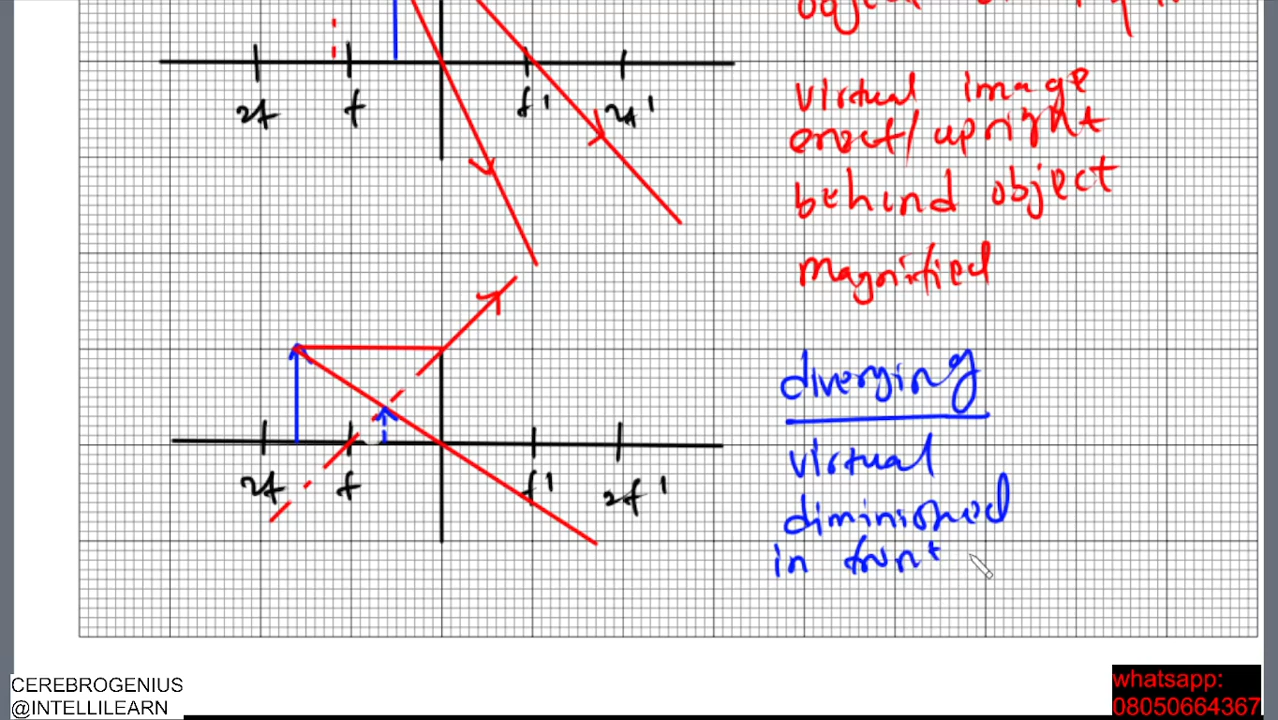 object
virtual image
erect/upright
2f f f' 2f'
behind object
magnified
diverging
virtual
2f f f' 2f'
diminished
in front
CEREBROGENIUS
@INTELLILEARN
whatsapp:
08050664367